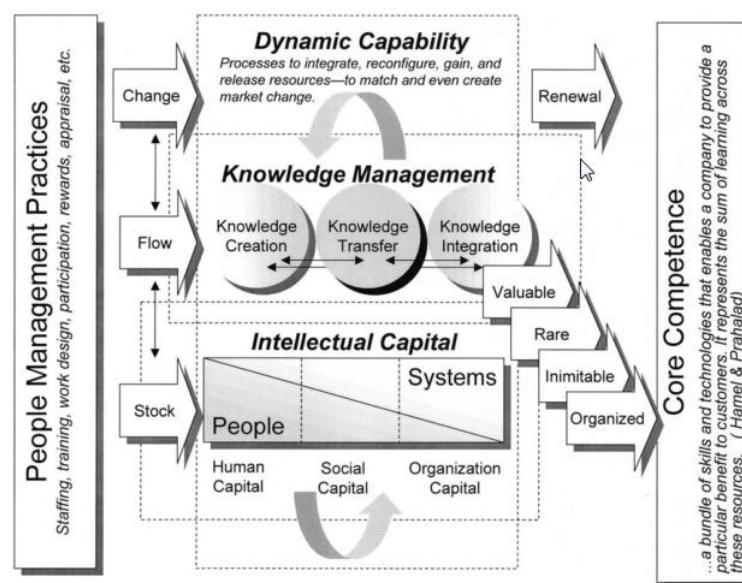 People Management Practices
Staffing, training, work design, participation, rewards, appraisal, etc.
Change
Flow
Stock
Dynamic Capability
Processes to integrate, reconfigure, gain, and
release resources—to match and even create
market change.
Renewal
Knowledge Management
Knowledge
Creation
Knowledge
Transfer
Knowledge
Integration
Valuable
Rare
Inimitable
Organized
Intellectual Capital
Systems
People
Human
Capital
Social
Capital
Organization
Capital
Core Competence
...a bundle of skills and technologies that enables a company to provide a
particular benefit to customers. It represents the sum of learning across
these resources. ( Hamel & Prahalad)